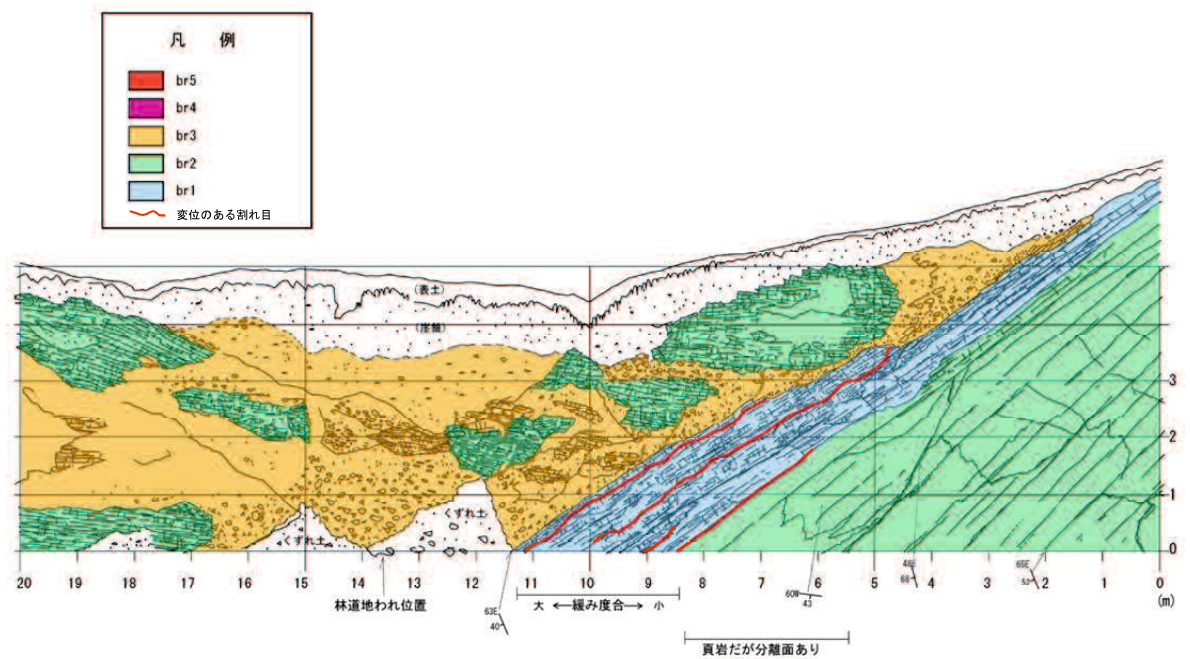 凡 例
br5
br4
br3
br2
br1
変位のある割れ目
(表土)
(崖錐)
3
2
1
0
くずれ土
くずれ土
20 19 18 17 16 15 14 13 12 11 10 9 8 7 6 5 4 3 2 1 0
(m)
林道地われ位置
63E
40
大 ←緩み度合→ 小
60W
43
48E
68
65E
52
頁岩だが分離面あり